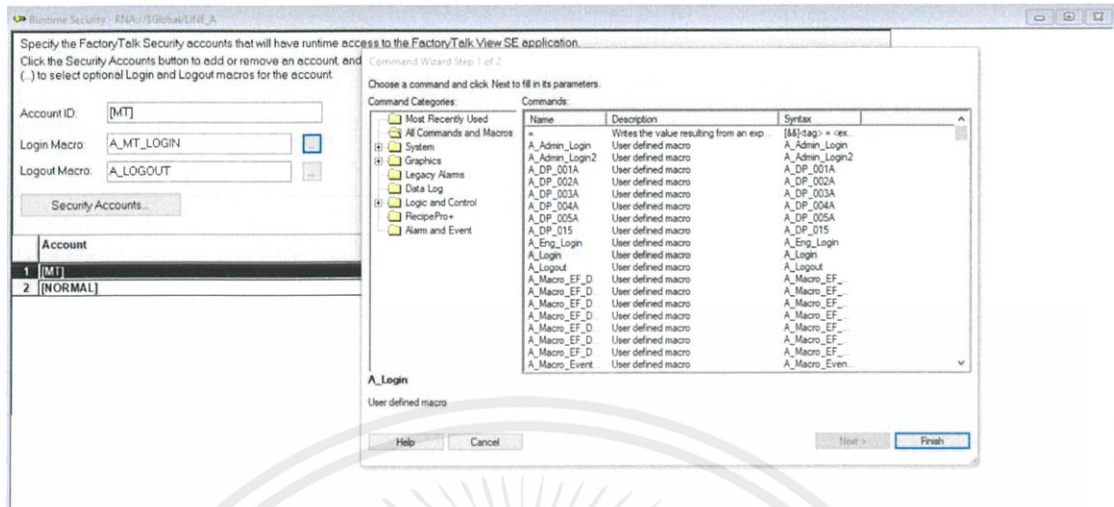 Runtime Security - RNA://$Global/LINE_A
Specify the FactoryTalk Security accounts that will have runtime access to the FactoryTalk View SE application.
Click the Security Accounts button to add or remove an account, and
(...) to select optional Login and Logout macros for the account.
Account ID: [MT]
Login Macro: A_MT_LOGIN ...
Logout Macro: A_LOGOUT ...
Security Accounts...
Account
1 [MT]
2 [NORMAL]
Command Wizard Step 1 of 2
Choose a command and click Next to fill in its parameters.
Command Categories:
Most Recently Used
All Commands and Macros
System
Graphics
Legacy Alarms
Data Log
Logic and Control
RecipePro+
Alarm and Event
Commands:
Name Description Syntax
= Writes the value resulting from an exp... [&&]<tag> = <ex...
A_Admin_Login User defined macro A_Admin_Login
A_Admin_Login2 User defined macro A_Admin_Login2
A_DP_001A User defined macro A_DP_001A
A_DP_002A User defined macro A_DP_002A
A_DP_003A User defined macro A_DP_003A
A_DP_004A User defined macro A_DP_004A
A_DP_005A User defined macro A_DP_005A
A_DP_015 User defined macro A_DP_015
A_Eng_Login User defined macro A_Eng_Login
A_Login User defined macro A_Login
A_Logout User defined macro A_Logout
A_Macro_EF_D... User defined macro A_Macro_EF_...
A_Macro_EF_D... User defined macro A_Macro_EF_...
A_Macro_EF_D... User defined macro A_Macro_EF_...
A_Macro_EF_D... User defined macro A_Macro_EF_...
A_Macro_EF_D... User defined macro A_Macro_EF_...
A_Macro_EF_D... User defined macro A_Macro_EF_...
A_Macro_EF_D... User defined macro A_Macro_EF_...
A_Macro_Event... User defined macro A_Macro_Even...
A_Login
User defined macro
Help Cancel Next > Finish